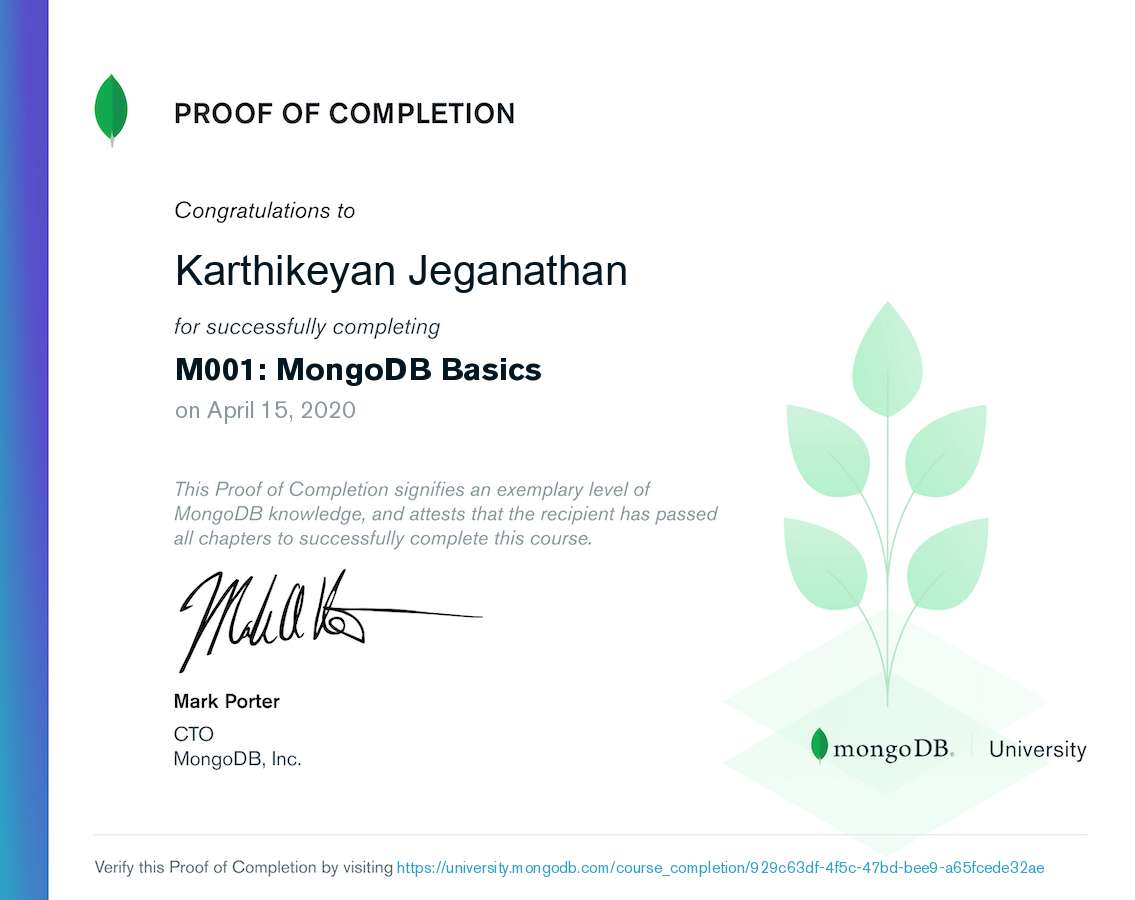 PROOF OF COMPLETION
Congratulations to
Karthikeyan Jeganathan
for successfully completing
M001: MongoDB Basics
on April 15, 2020
This Proof of Completion signifies an exemplary level of
MongoDB knowledge, and attests that the recipient has passed
all chapters to successfully complete this course.
Mark Porter
CTO
MongoDB, Inc.
mongoDB. University
Verify this Proof of Completion by visiting https://university.mongodb.com/course_completion/929c63df-4f5c-47bd-bee9-a65fcede32ae